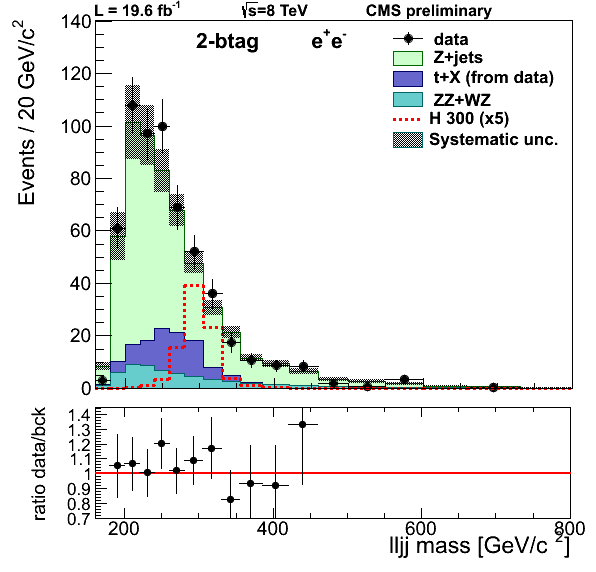 L = 19.6 fb⁻¹ √s=8 TeV CMS preliminary
2-btag e⁺e⁻
data
Z+jets
t+X (from data)
ZZ+WZ
H 300 (x5)
Systematic unc.
Events / 20 GeV/c²
140
120
100
80
60
40
20
0
ratio data/bck
1.4
1.3
1.2
1.1
1
0.9
0.8
0.7
200 400 600 800
lljj mass [GeV/c²]